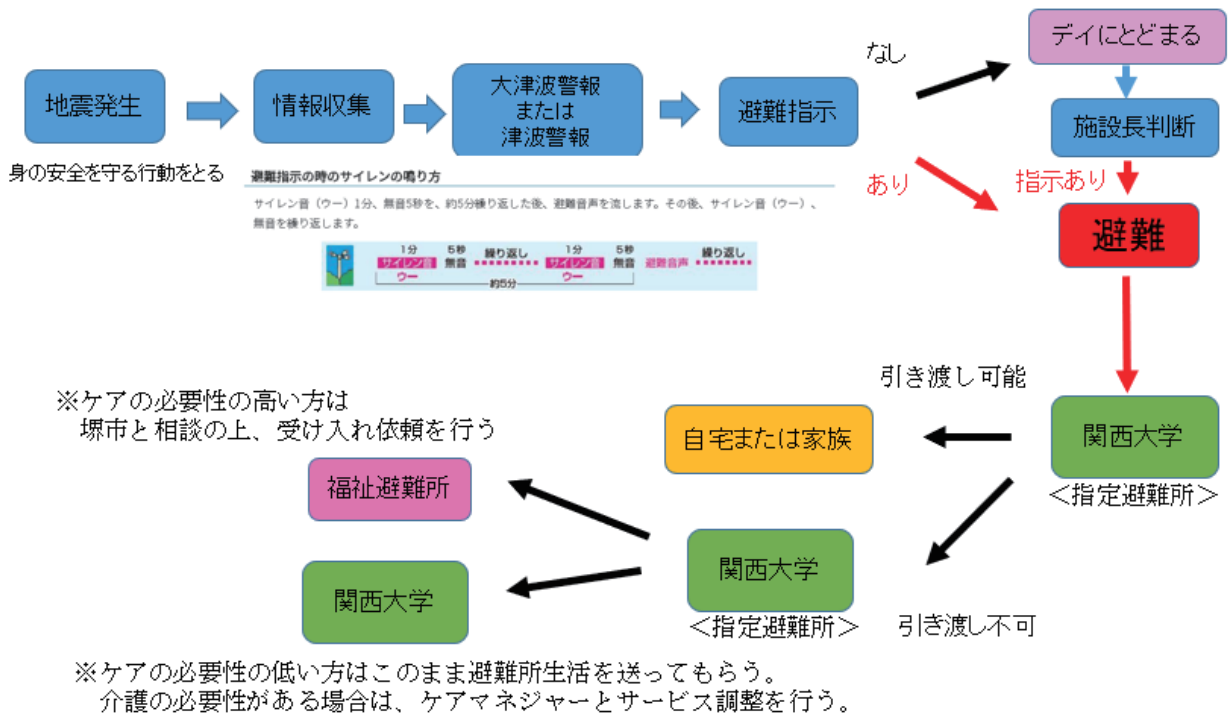 地震発生
身の安全を守る行動をとる
情報収集
大津波警報
または
津波警報
避難指示
なし
デイにとどまる
施設長判断
あり
指示あり
避難
避難指示の時のサイレンの鳴り方
サイレン音（ウー）1分、無音5秒を、約5分繰り返した後、避難音声を流します。その後、サイレン音（ウー）、
無音を繰り返します。
1分 5秒 繰り返し 1分 5秒 繰り返し
サイレン音 無音 サイレン音 無音 避難音声
ウー ウー
約5分
引き渡し可能
関西大学
＜指定避難所＞
自宅または家族
引き渡し不可
関西大学
＜指定避難所＞
※ケアの必要性の高い方は
堺市と相談の上、受け入れ依頼を行う
福祉避難所
関西大学
※ケアの必要性の低い方はこのまま避難所生活を送ってもらう。
介護の必要性がある場合は、ケアマネジャーとサービス調整を行う。